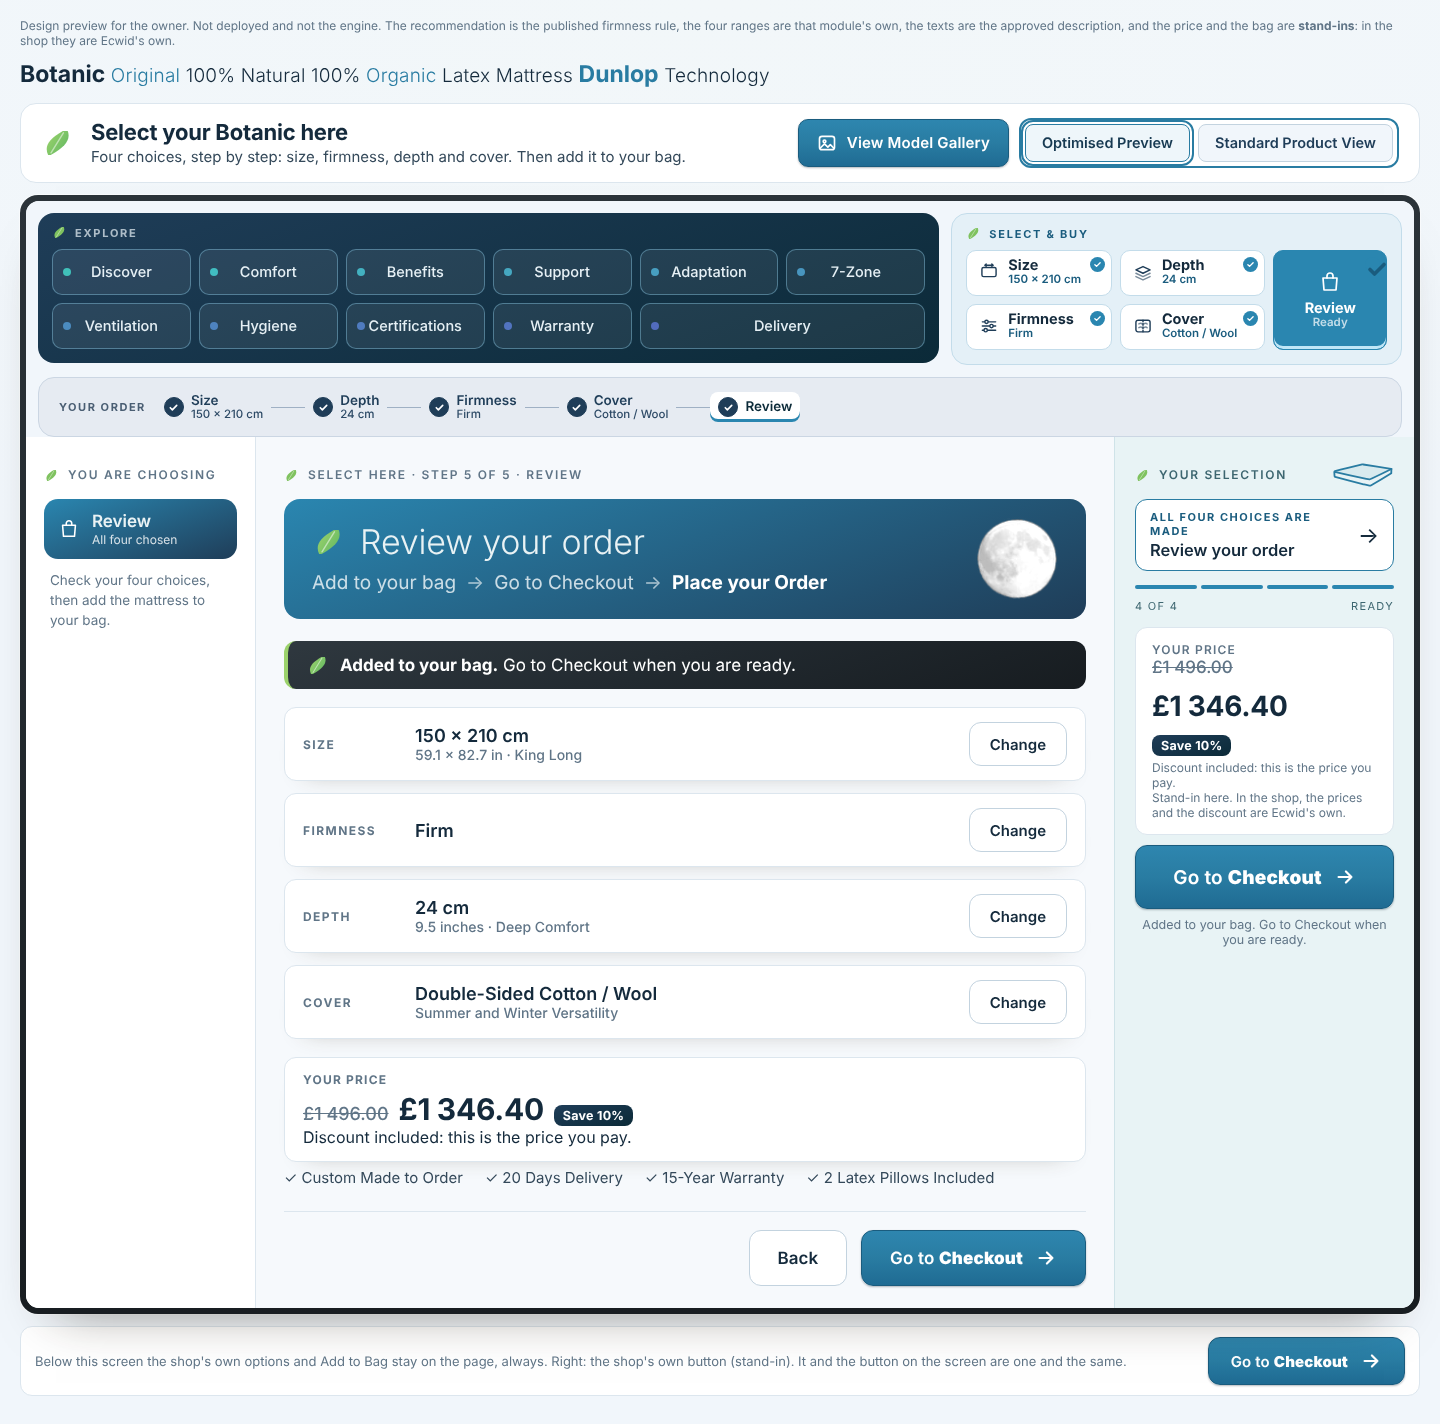 Design preview for the owner. Not deployed and not the engine. The recommendation is the published firmness rule, the four ranges are that module's own, the texts are the approved description, and the price and the bag are stand-ins: in the
shop they are Ecwid's own.
Botanic Original 100% Natural 100% Organic Latex Mattress Dunlop Technology
Select your Botanic here
Four choices, step by step: size, firmness, depth and cover. Then add it to your bag.
View Model Gallery
Optimised Preview
Standard Product View
EXPLORE
Discover
Comfort
Benefits
Support
Adaptation
7-Zone
Ventilation
Hygiene
Certifications
Warranty
Delivery
SELECT & BUY
Size
150 × 210 cm
Depth
24 cm
Firmness
Firm
Cover
Cotton / Wool
Review
Ready
YOUR ORDER
Size
150 × 210 cm
Depth
24 cm
Firmness
Firm
Cover
Cotton / Wool
Review
YOU ARE CHOOSING
Review
All four chosen
Check your four choices,
then add the mattress to
your bag.
SELECT HERE · STEP 5 OF 5 · REVIEW
Review your order
Add to your bag → Go to Checkout → Place your Order
Added to your bag. Go to Checkout when you are ready.
SIZE
150 × 210 cm
59.1 × 82.7 in · King Long
Change
FIRMNESS
Firm
Change
DEPTH
24 cm
9.5 inches · Deep Comfort
Change
COVER
Double-Sided Cotton / Wool
Summer and Winter Versatility
Change
YOUR PRICE
£1 496.00 £1 346.40 Save 10%
Discount included: this is the price you pay.
✓ Custom Made to Order ✓ 20 Days Delivery ✓ 15-Year Warranty ✓ 2 Latex Pillows Included
Back
Go to Checkout →
YOUR SELECTION
ALL FOUR CHOICES ARE
MADE
Review your order →
4 OF 4
READY
YOUR PRICE
£1 496.00
£1 346.40
Save 10%
Discount included: this is the price you
pay.
Stand-in here. In the shop, the prices
and the discount are Ecwid's own.
Go to Checkout →
Added to your bag. Go to Checkout when
you are ready.
Below this screen the shop's own options and Add to Bag stay on the page, always. Right: the shop's own button (stand-in). It and the button on the screen are one and the same.
Go to Checkout →